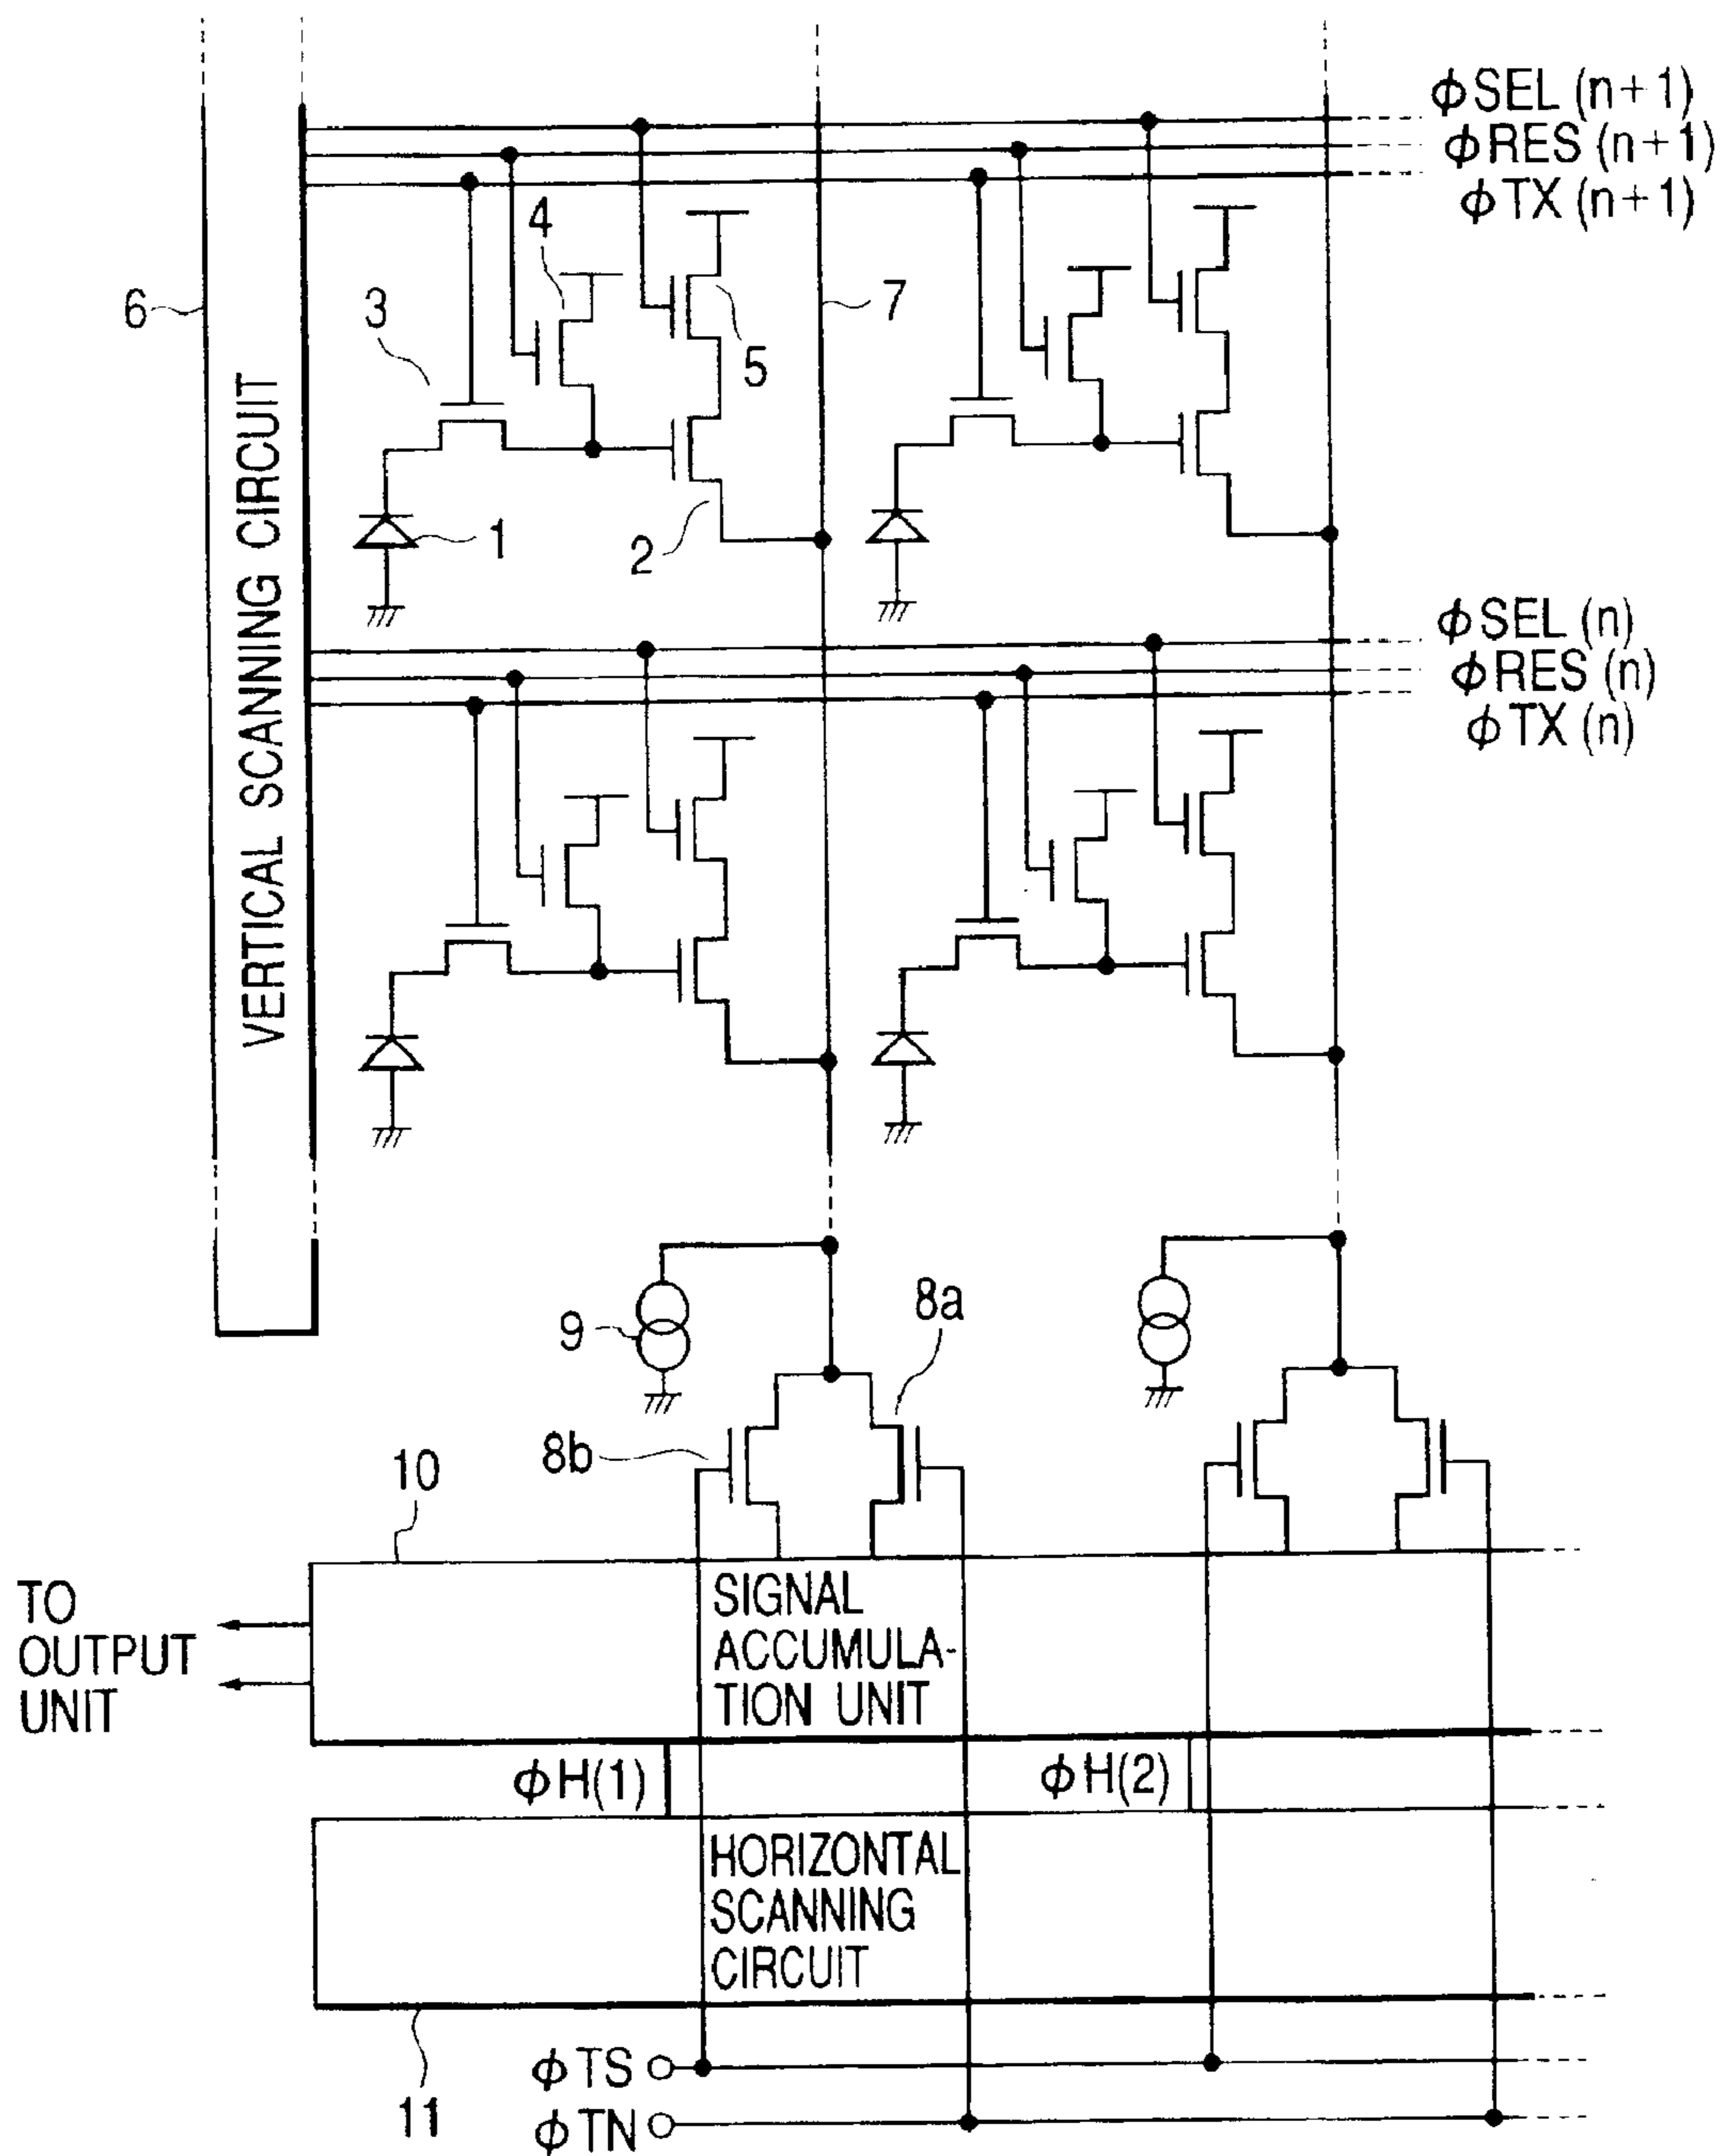 φSEL (n+1)
φRES (n+1)
φTX (n+1)
4
6
3
7
5
VERTICAL SCANNING CIRCUIT
1
2
φSEL (n)
φRES (n)
φTX (n)
9
8a
8b
10
TO
OUTPUT
UNIT
SIGNAL
ACCUMULA-
TION UNIT
φH(1)
φH(2)
HORIZONTAL
SCANNING
CIRCUIT
11
φTS
φTN